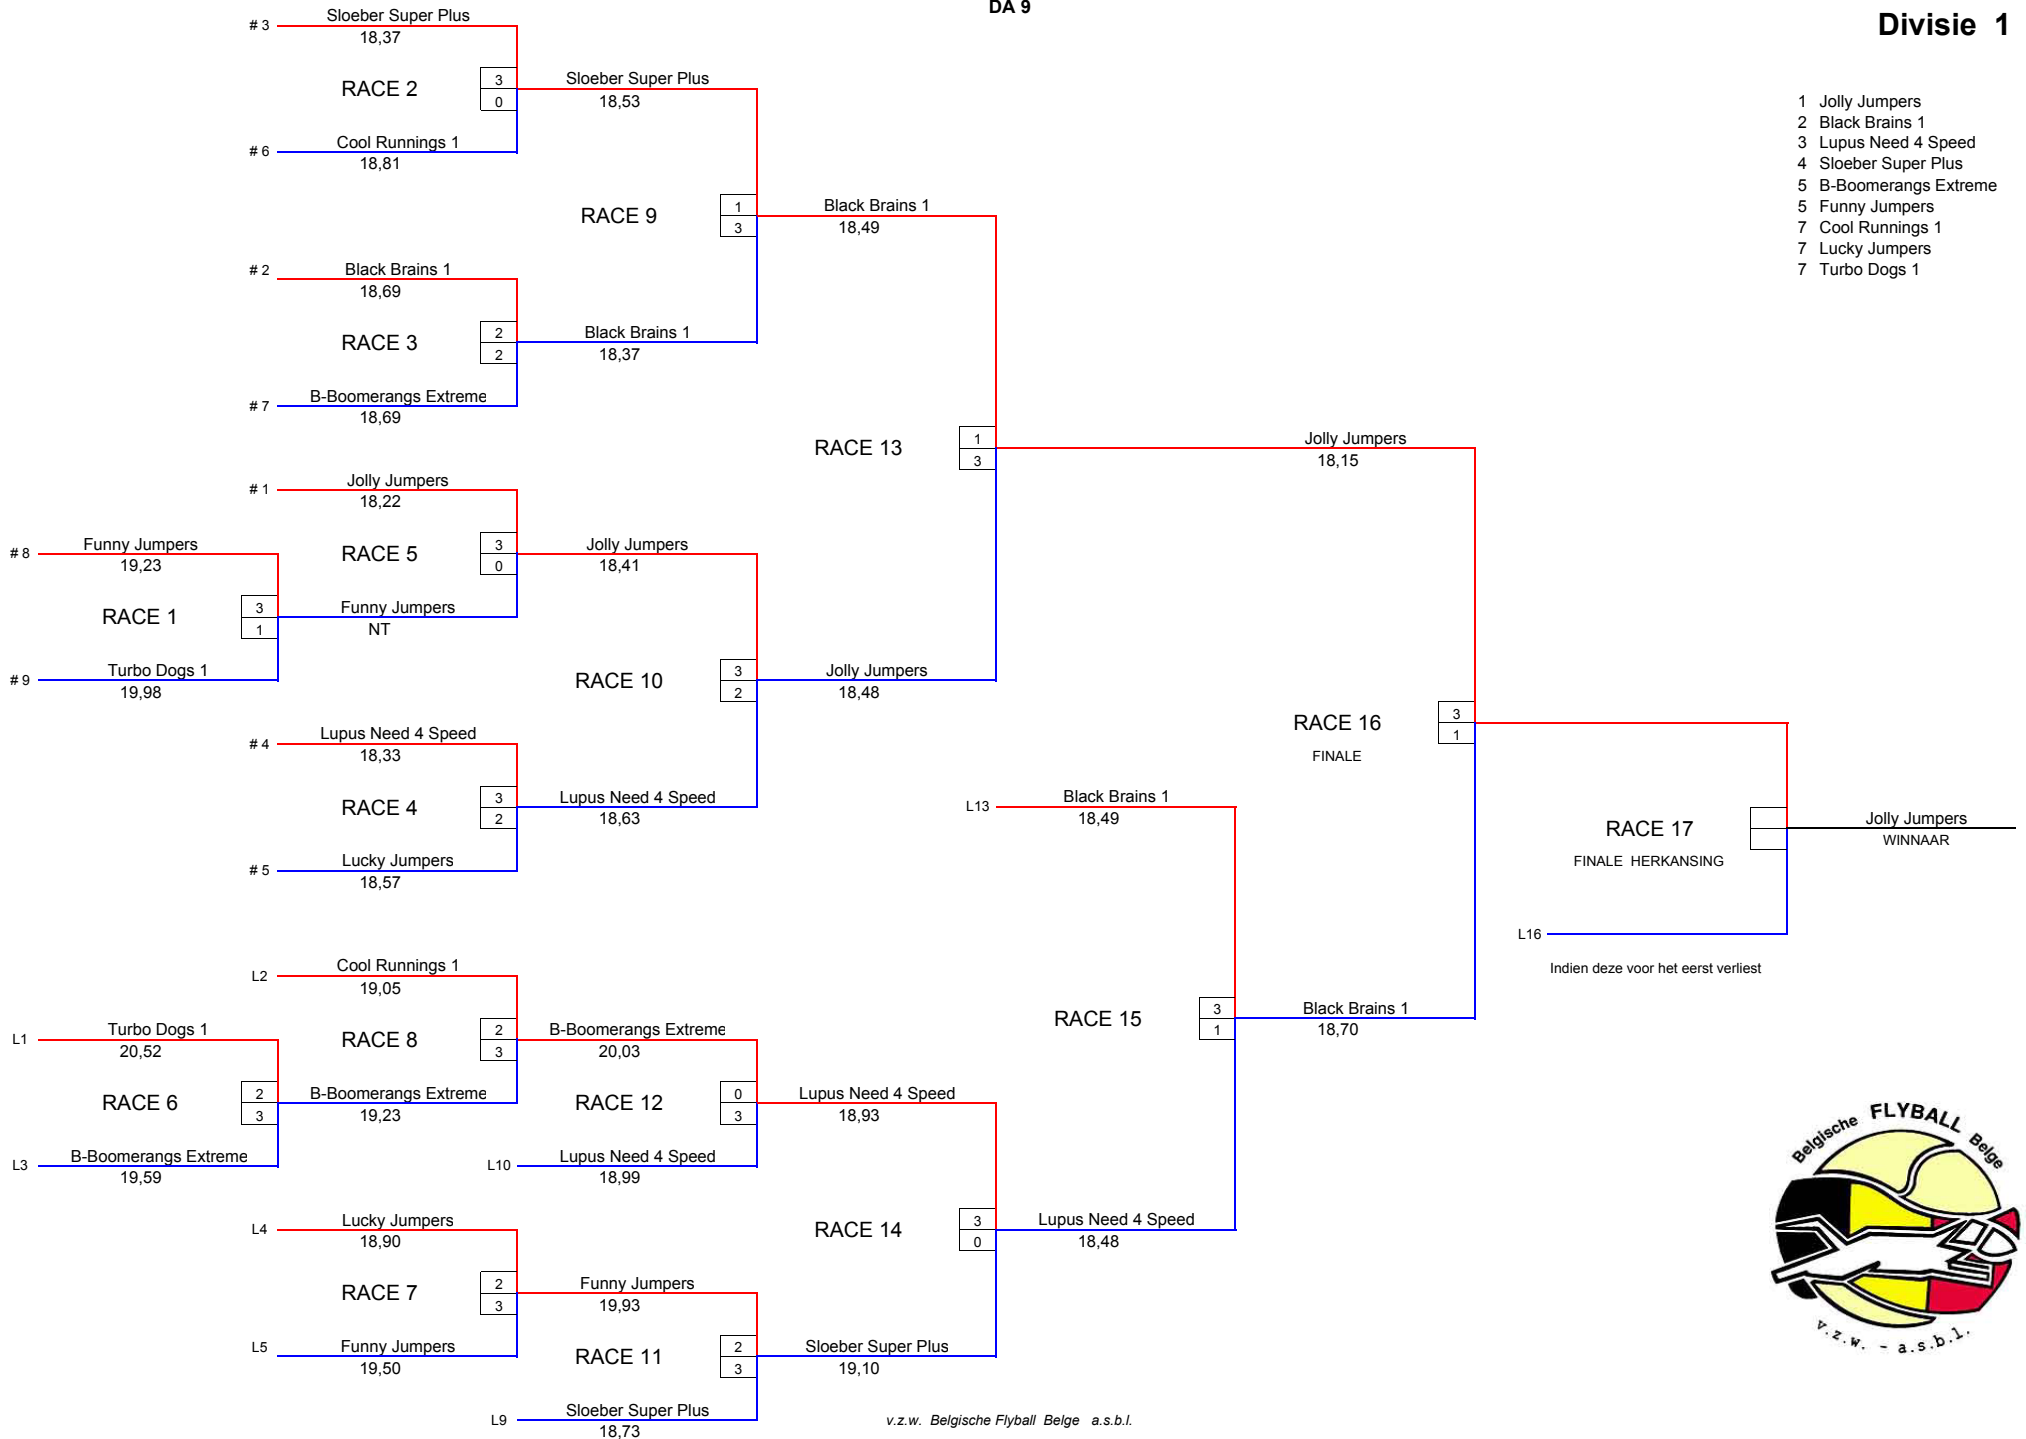 DA 9
Divisie 1
1 Jolly Jumpers
2 Black Brains 1
3 Lupus Need 4 Speed
4 Sloeber Super Plus
5 B-Boomerangs Extreme
5 Funny Jumpers
7 Cool Runnings 1
7 Lucky Jumpers
7 Turbo Dogs 1
# 3 Sloeber Super Plus
18,37
RACE 2 3
0
# 6 Cool Runnings 1
18,81
Sloeber Super Plus
18,53
RACE 9 1
3
# 2 Black Brains 1
18,69
RACE 3 2
2
# 7 B-Boomerangs Extreme
18,69
Black Brains 1
18,37
Black Brains 1
18,49
RACE 13 1
3
# 1 Jolly Jumpers
18,22
RACE 5 3
0
# 8 Funny Jumpers
19,23
RACE 1 3
1
# 9 Turbo Dogs 1
19,98
Funny Jumpers
NT
Jolly Jumpers
18,41
RACE 10 3
2
# 4 Lupus Need 4 Speed
18,33
RACE 4 3
2
# 5 Lucky Jumpers
18,57
Lupus Need 4 Speed
18,63
Jolly Jumpers
18,48
Jolly Jumpers
18,15
RACE 16 3
1
FINALE
L13 Black Brains 1
18,49
RACE 15 3
1
Black Brains 1
18,70
RACE 17
FINALE HERKANSING
Jolly Jumpers
WINNAAR
L16
Indien deze voor het eerst verliest
L2 Cool Runnings 1
19,05
RACE 8 2
3
L1 Turbo Dogs 1
20,52
RACE 6 2
3
L3 B-Boomerangs Extreme
19,59
B-Boomerangs Extreme
19,23
B-Boomerangs Extreme
20,03
RACE 12 0
3
L10 Lupus Need 4 Speed
18,99
Lupus Need 4 Speed
18,93
RACE 14 3
0
Lupus Need 4 Speed
18,48
L4 Lucky Jumpers
18,90
RACE 7 2
3
L5 Funny Jumpers
19,50
Funny Jumpers
19,93
RACE 11 2
3
L9 Sloeber Super Plus
18,73
Sloeber Super Plus
19,10
v.z.w. Belgische Flyball Belge a.s.b.l.
Belgische FLYBALL Belge
v.z.w. - a.s.b.l.